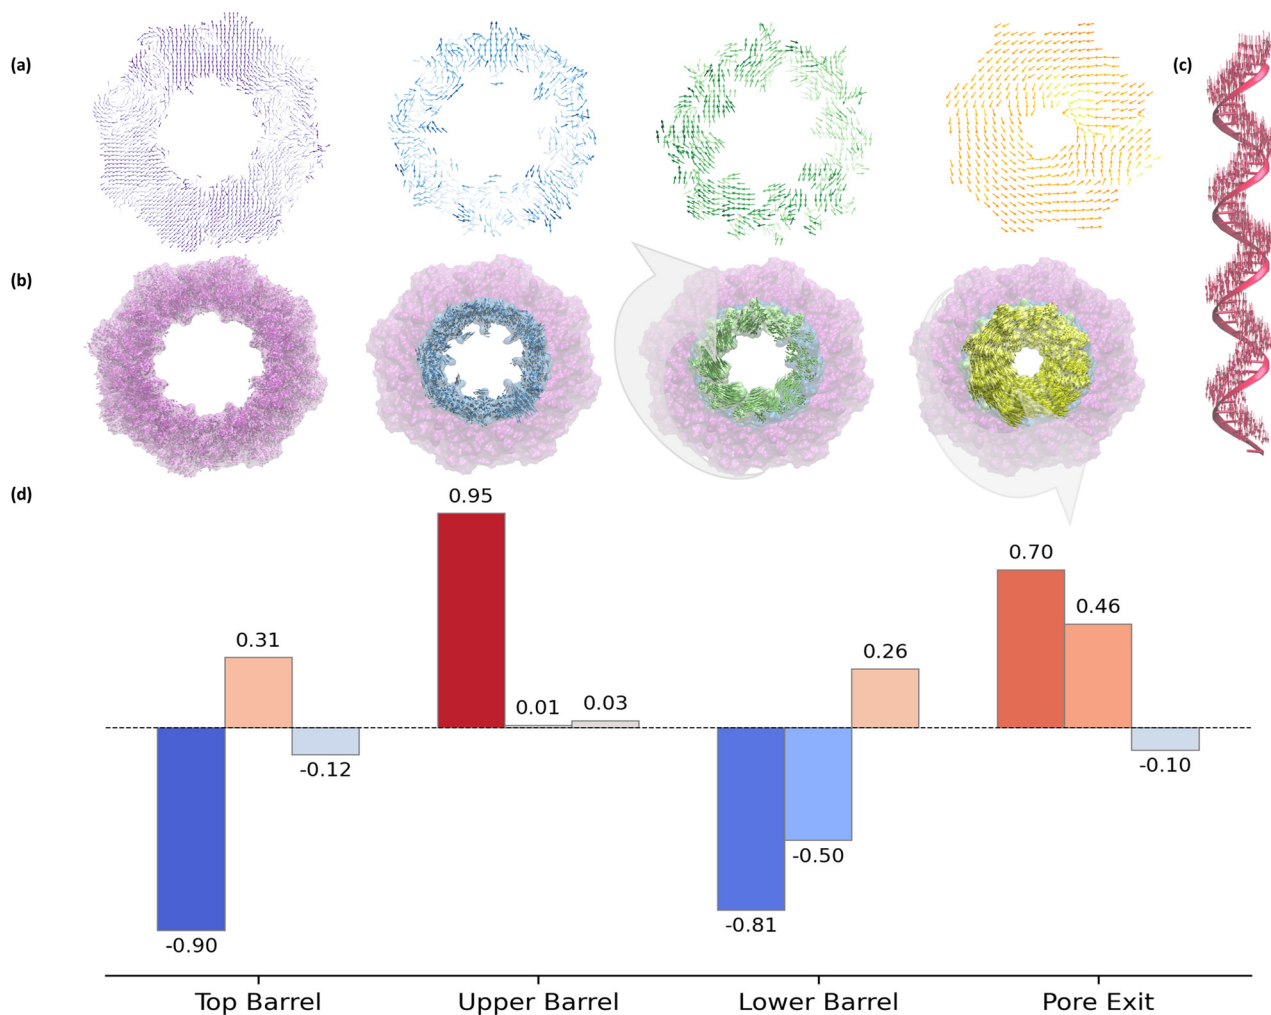 (a)
(c)
(b)
(d)
0.95
0.70
0.46
0.31
0.26
0.01
0.03
-0.12
-0.10
-0.50
-0.81
-0.90
Top Barrel
Upper Barrel
Lower Barrel
Pore Exit